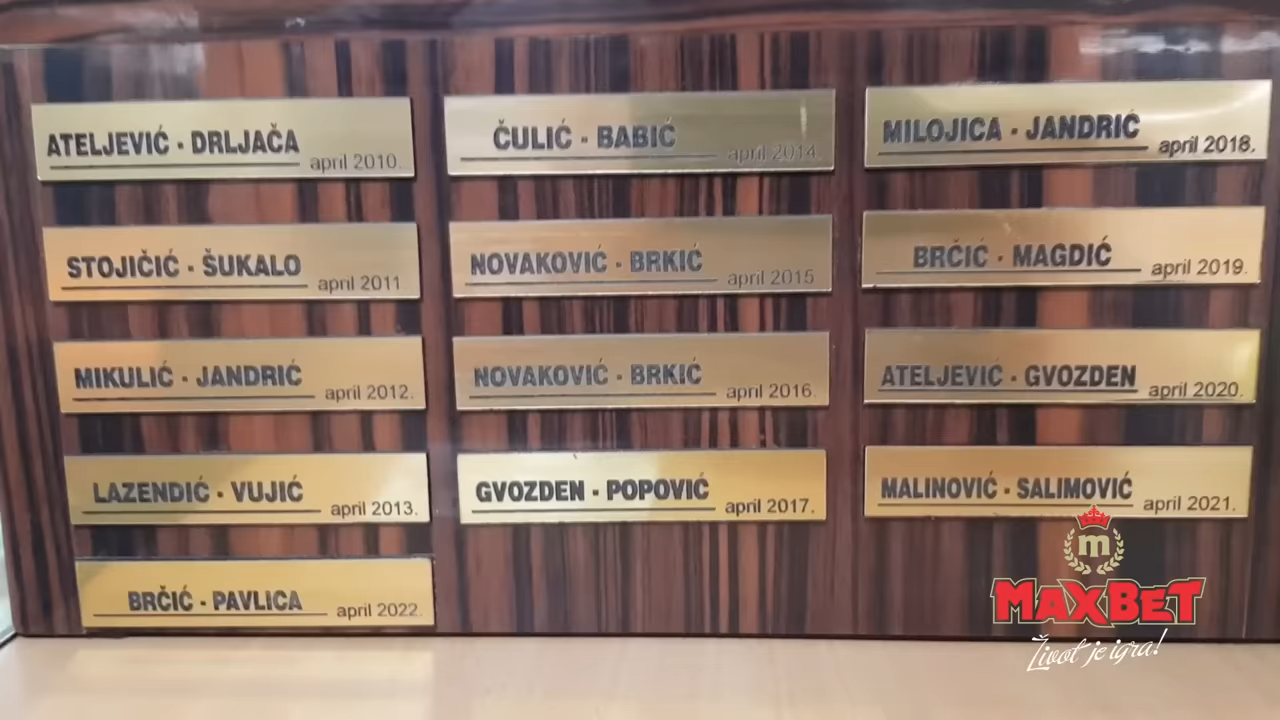 ATELJEVIĆ - DRLJAČA
april 2010.
STOJIČIĆ - ŠUKALO
april 2011
MIKULIĆ - JANDRIĆ
april 2012.
LAZENDIĆ - VUJIĆ
april 2013.
BRČIĆ - PAVLICA
april 2022.
ČULIĆ - BABIĆ
april 2014.
NOVAKOVIĆ - BRKIĆ
april 2015
NOVAKOVIĆ - BRKIĆ
april 2016.
GVOZDEN - POPOVIĆ
april 2017.
MILOJICA - JANDRIĆ
april 2018.
BRČIĆ - MAGDIĆ
april 2019.
ATELJEVIĆ - GVOZDEN
april 2020.
MALINOVIĆ - SALIMOVIĆ
april 2021.
m
MAXBET
Život je igra!